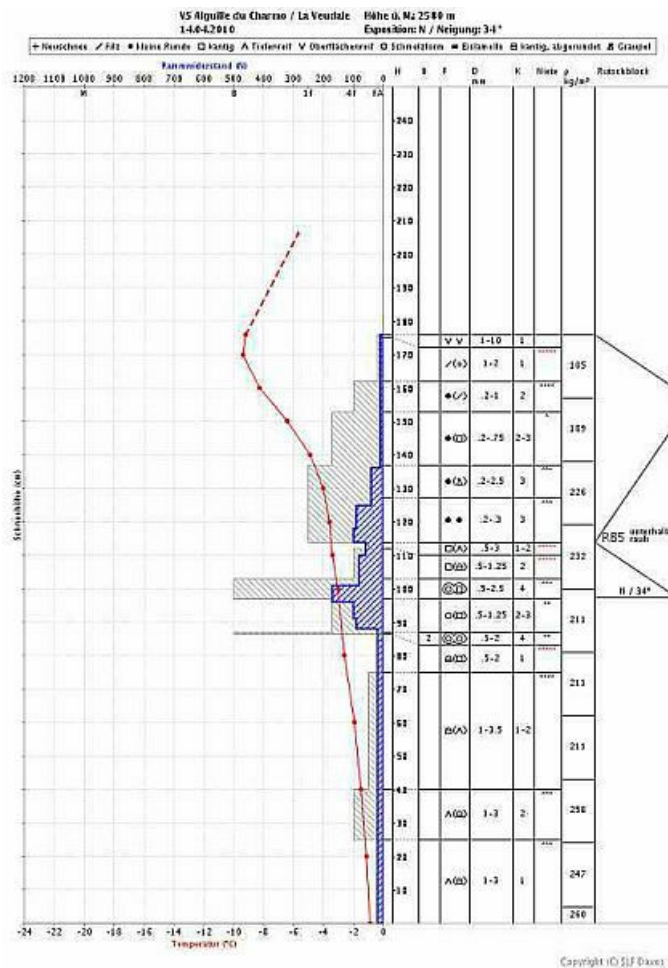 VS Aiguille du Charmo / La Veudale Höhe ü. M: 2580 m
14.04.2010 Exposition: N / Neigung: 34°
+ Neuschnee / Filz ● kleine Runde □ kantig Λ Tiefenreif V Oberflächenreif O Schmelzform kantig, abgerundet Graupel
Rammwiderstand (N)
1200 1100 1000 900 800 700 600 500 400 300 200 100 0 H B F D K Niete ρ Rutschblock
mm kg/m³
240
230
220
210
200
190
180
V V 1-10 1
170
/(●) 1-2 1 105
160
●(/) .2-1 2
150
●(□) .2-.75 2-3 109
140
●(Λ) .2-2.5 3 226
130
● ● .2-.3 3
120
232 RB5 unterhalb
110
□(Λ) .5-3 1-2
.5-1.25 2
100
.5-2.5 4 H / 34°
90
.5-1.25 2-3 211
2 .5-2 4
80
.5-2 1
70
213
60
1-3.5 1-2 211
50
40
30
1-3 2 250
20
247
10
1-3 1
260
-24 -22 -20 -18 -16 -14 -12 -10 -8 -6 -4 -2 0
Temperatur (°C)
Schneehöhe (cm)
Copyright (C) SLF Davos